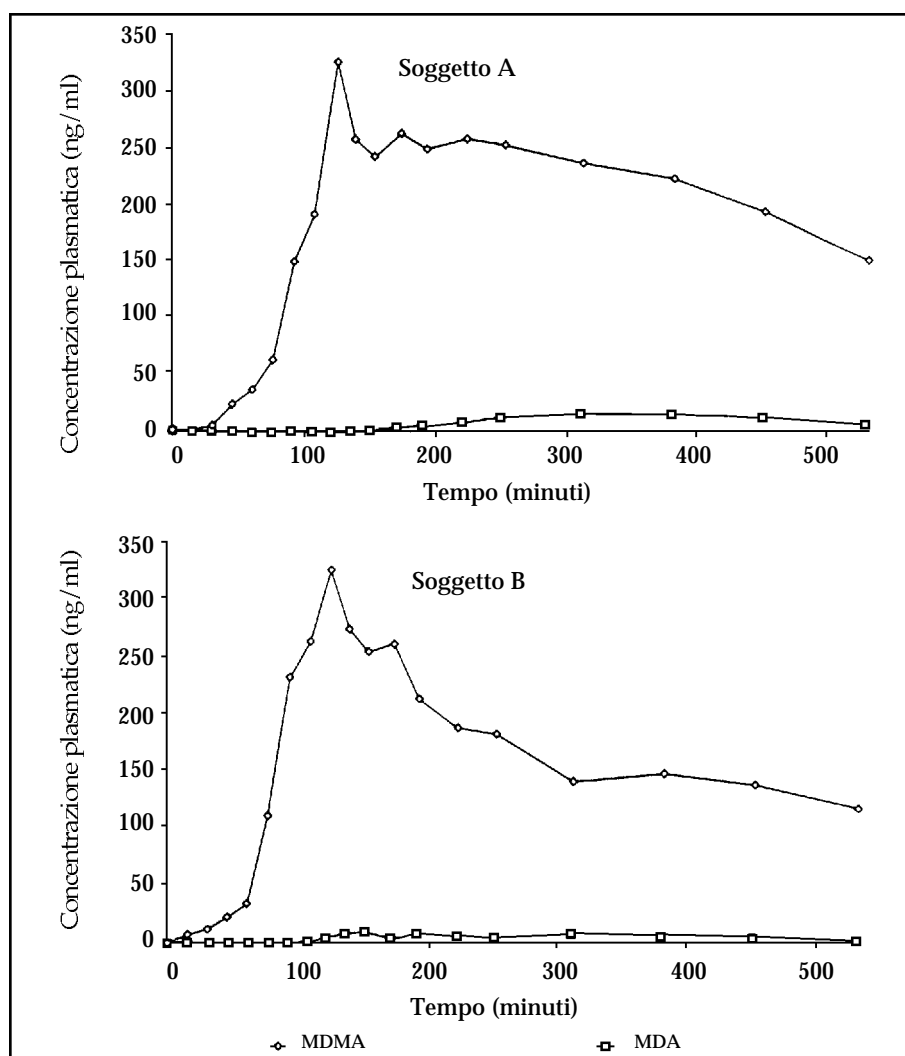 350
300
250
200
150
100
50
0
Concentrazione plasmatica (ng/ml)
Soggetto A
0 100 200 300 400 500
Tempo (minuti)
350
300
250
200
150
100
50
0
Concentrazione plasmatica (ng/ml)
Soggetto B
0 100 200 300 400 500
Tempo (minuti)
MDMA MDA